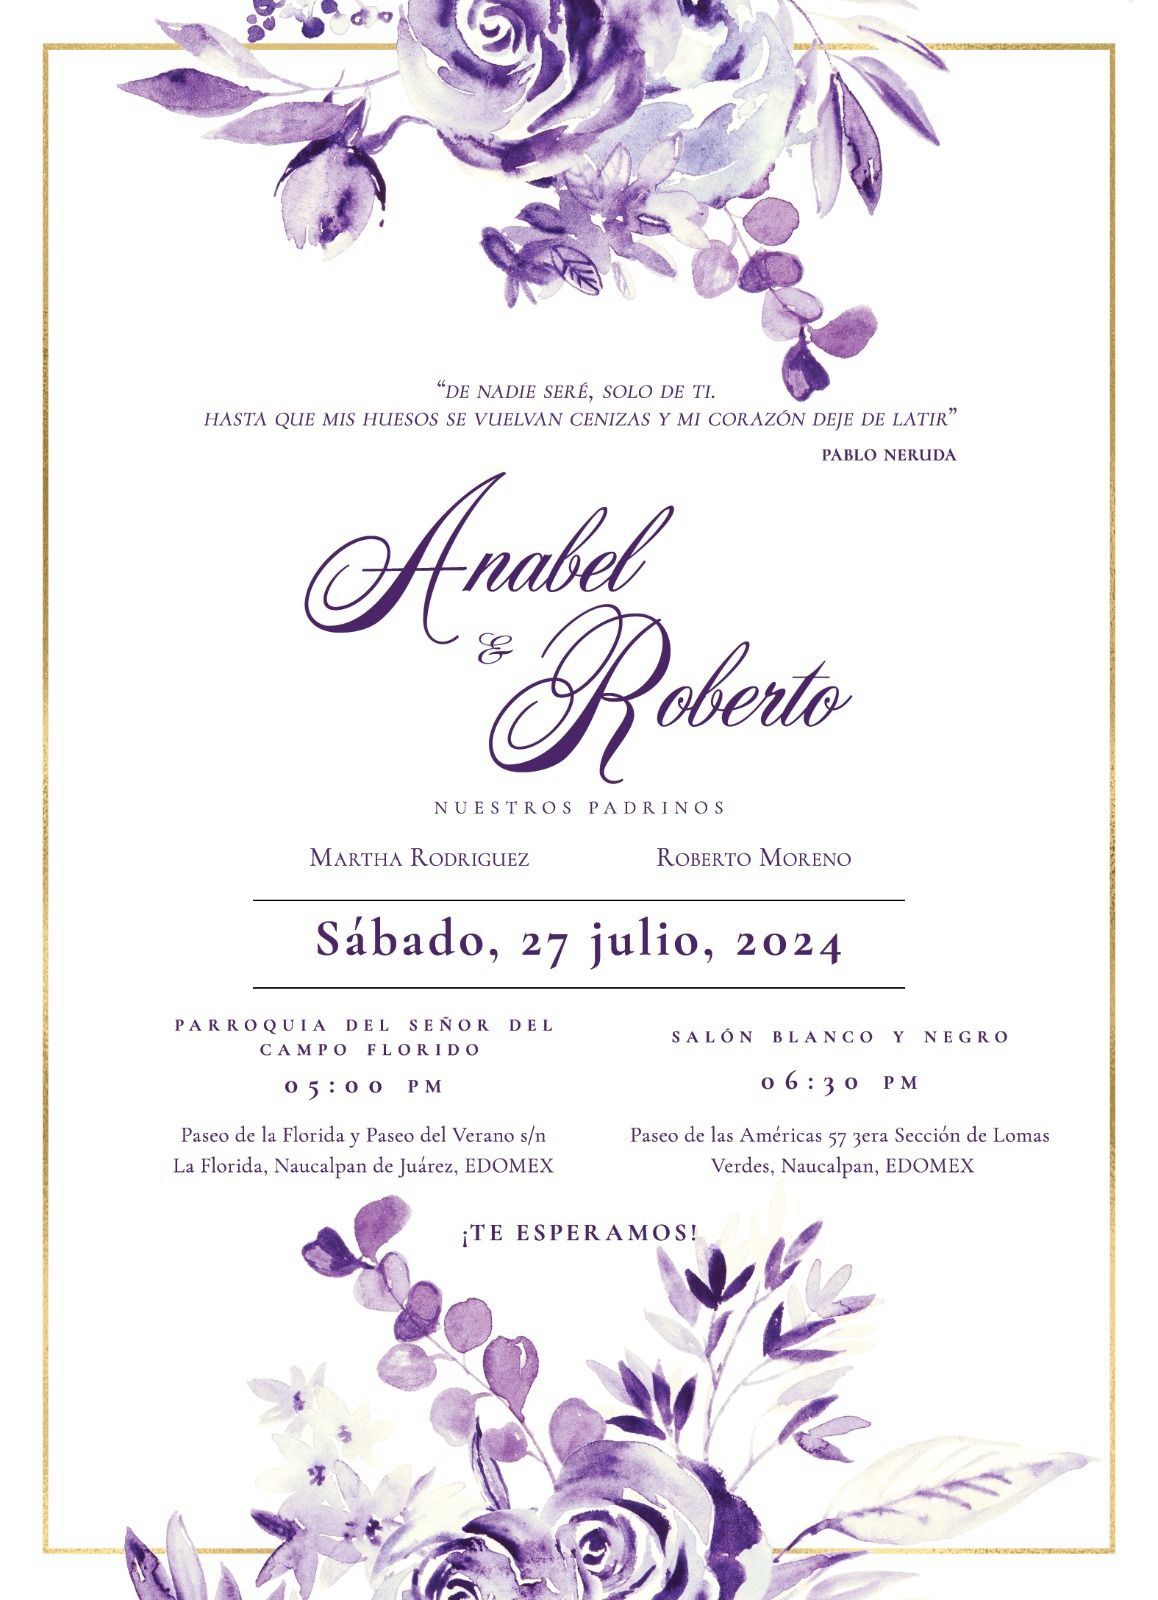 “DE NADIE SERÉ, SOLO DE TI.
HASTA QUE MIS HUESOS SE VUELVAN CENIZAS Y MI CORAZÓN DEJE DE LATIR”
PABLO NERUDA
Anabel
&
Roberto
NUESTROS PADRINOS
Martha Rodriguez
Roberto Moreno
Sábado, 27 julio, 2024
PARROQUIA DEL SEÑOR DEL
CAMPO FLORIDO
05:00 PM
Paseo de la Florida y Paseo del Verano s/n
La Florida, Naucalpan de Juárez, EDOMEX
SALÓN BLANCO Y NEGRO
06:30 PM
Paseo de las Américas 57 3era Sección de Lomas
Verdes, Naucalpan, EDOMEX
¡TE ESPERAMOS!